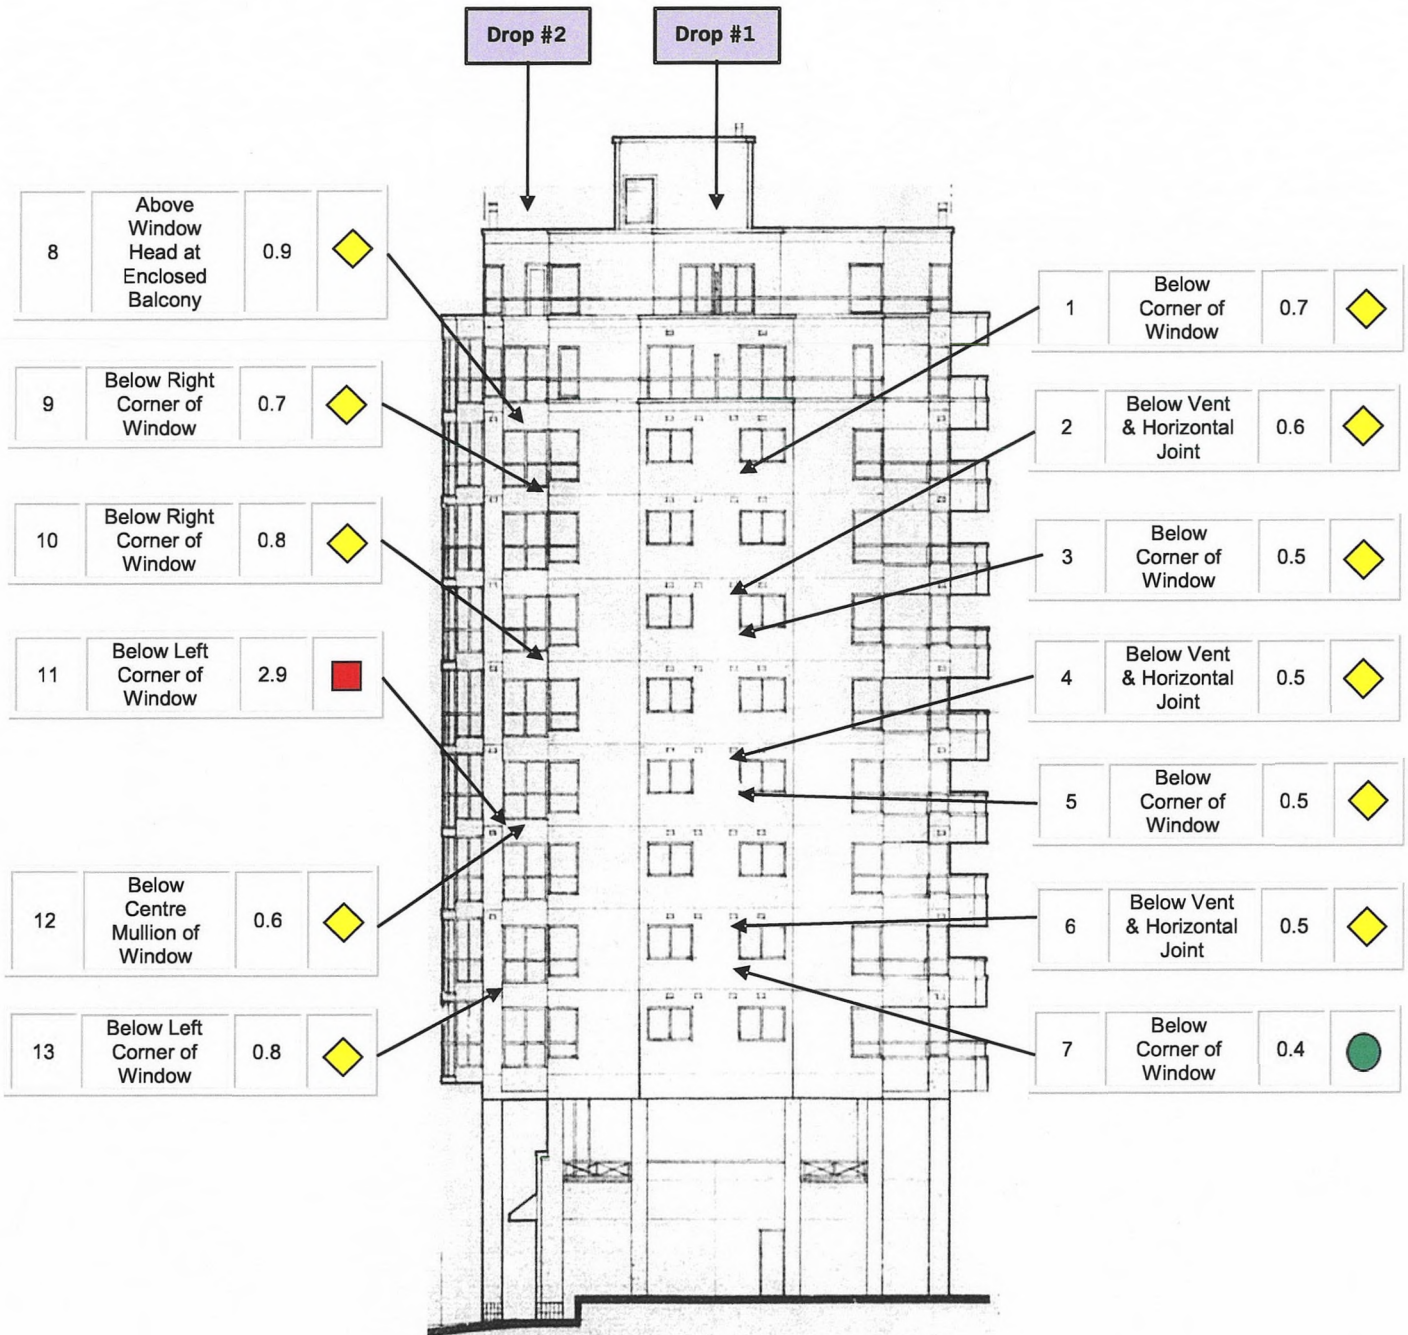 Drop #2
Drop #1
8
Above
Window
Head at
Enclosed
Balcony
0.9
9
Below Right
Corner of
Window
0.7
10
Below Right
Corner of
Window
0.8
11
Below Left
Corner of
Window
2.9
12
Below
Centre
Mullion of
Window
0.6
13
Below Left
Corner of
Window
0.8
1
Below
Corner of
Window
0.7
2
Below Vent
& Horizontal
Joint
0.6
3
Below
Corner of
Window
0.5
4
Below Vent
& Horizontal
Joint
0.5
5
Below
Corner of
Window
0.5
6
Below Vent
& Horizontal
Joint
0.5
7
Below
Corner of
Window
0.4